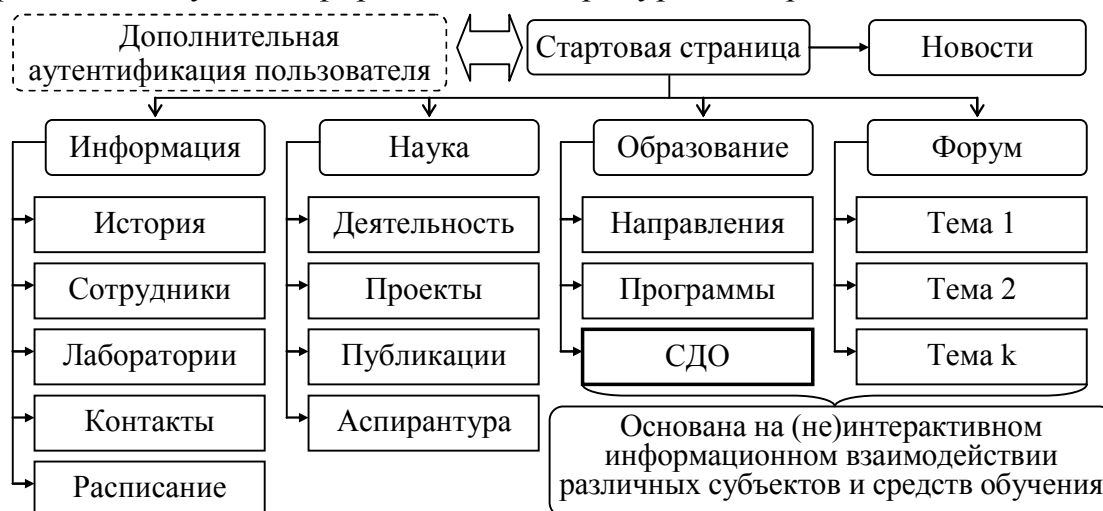 Дополнительная
аутентификация пользователя
Стартовая страница
Новости
Информация
Наука
Образование
Форум
История
Деятельность
Направления
Тема 1
Сотрудники
Проекты
Программы
Тема 2
Лаборатории
Публикации
СДО
Тема k
Контакты
Аспирантура
Расписание
Основана на (не)интерактивном
информационном взаимодействии
различных субъектов и средств обучения